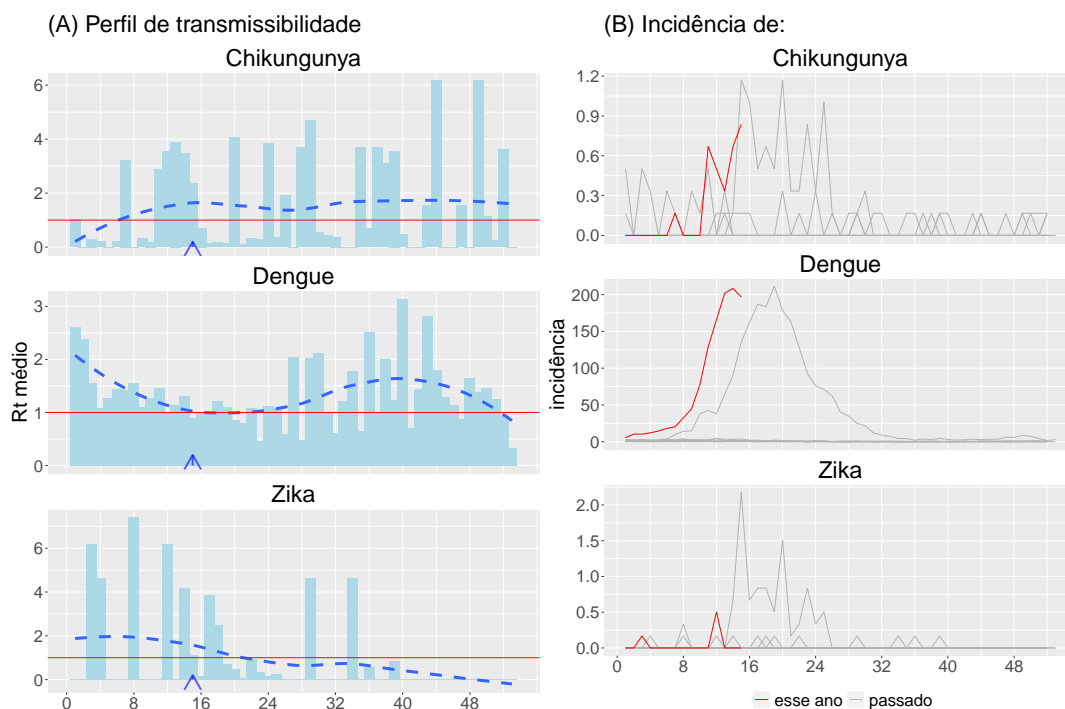 (A) Perfil de transmissibilidade
Chikungunya
6
4
2
0
Dengue
3
2
1
0
Rt médio
Zika
6
4
2
0
0 8 16 24 32 40 48
(B) Incidência de:
Chikungunya
1.2
0.9
0.6
0.3
0.0
Dengue
200
150
100
50
0
incidência
Zika
2.0
1.5
1.0
0.5
0.0
0 8 16 24 32 40 48
esse ano passado